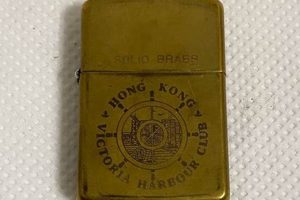 SOLID BRASS
HONG KONG
VICTORIA HARBOUR CLUB